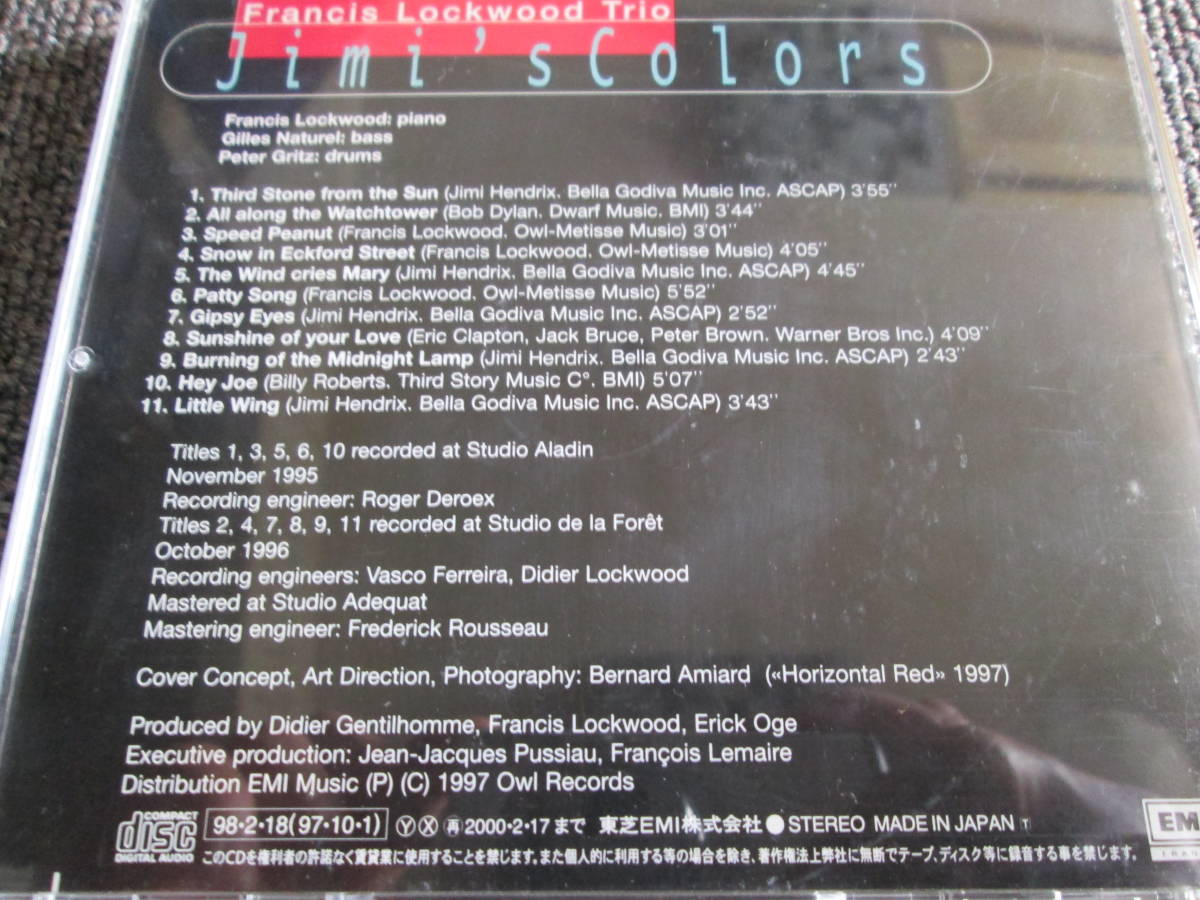 Francis Lockwood Trio
Jimi'sColors
Francis Lockwood: piano
Gilles Naturel: bass
Peter Gritz: drums
1. Third Stone from the Sun (Jimi Hendrix. Bella Godiva Music Inc. ASCAP) 3'55''
2. All along the Watchtower (Bob Dylan. Dwarf Music. BMI) 3'44''
3. Speed Peanut (Francis Lockwood. Owl-Metisse Music) 3'01''
4. Snow in Eckford Street (Francis Lockwood. Owl-Metisse Music) 4'05''
5. The Wind cries Mary (Jimi Hendrix. Bella Godiva Music Inc. ASCAP) 4'45''
6. Patty Song (Francis Lockwood. Owl-Metisse Music) 5'52''
7. Gipsy Eyes (Jimi Hendrix. Bella Godiva Music Inc. ASCAP) 2'52''
8. Sunshine of your Love (Eric Clapton, Jack Bruce, Peter Brown. Warner Bros Inc.) 4'09''
9. Burning of the Midnight Lamp (Jimi Hendrix. Bella Godiva Music Inc. ASCAP) 2'43''
10. Hey Joe (Billy Roberts. Third Story Music C°. BMI) 5'07''
11. Little Wing (Jimi Hendrix. Bella Godiva Music Inc. ASCAP) 3'43''
Titles 1, 3, 5, 6, 10 recorded at Studio Aladin
November 1995
Recording engineer: Roger Deroex
Titles 2, 4, 7, 8, 9, 11 recorded at Studio de la Forêt
October 1996
Recording engineers: Vasco Ferreira, Didier Lockwood
Mastered at Studio Adequat
Mastering engineer: Frederick Rousseau
Cover Concept, Art Direction, Photography: Bernard Amiard («Horizontal Red» 1997)
Produced by Didier Gentilhomme, Francis Lockwood, Erick Oge
Executive production: Jean-Jacques Pussiau, François Lemaire
Distribution EMI Music (P) (C) 1997 Owl Records
COMPACT disc DIGITAL AUDIO 98・2・18(97・10・1) Ⓨ Ⓧ ㊞2000・2・17まで 東芝EMI株式会社●STEREO MADE IN JAPAN T
このCDを権利者の許諾なく賃貸業に使用することを禁じます。また個人的に利用する等の場合を除き、著作権法上弊社に無断でテープ、ディスク等に録音する事を禁じます。
EM